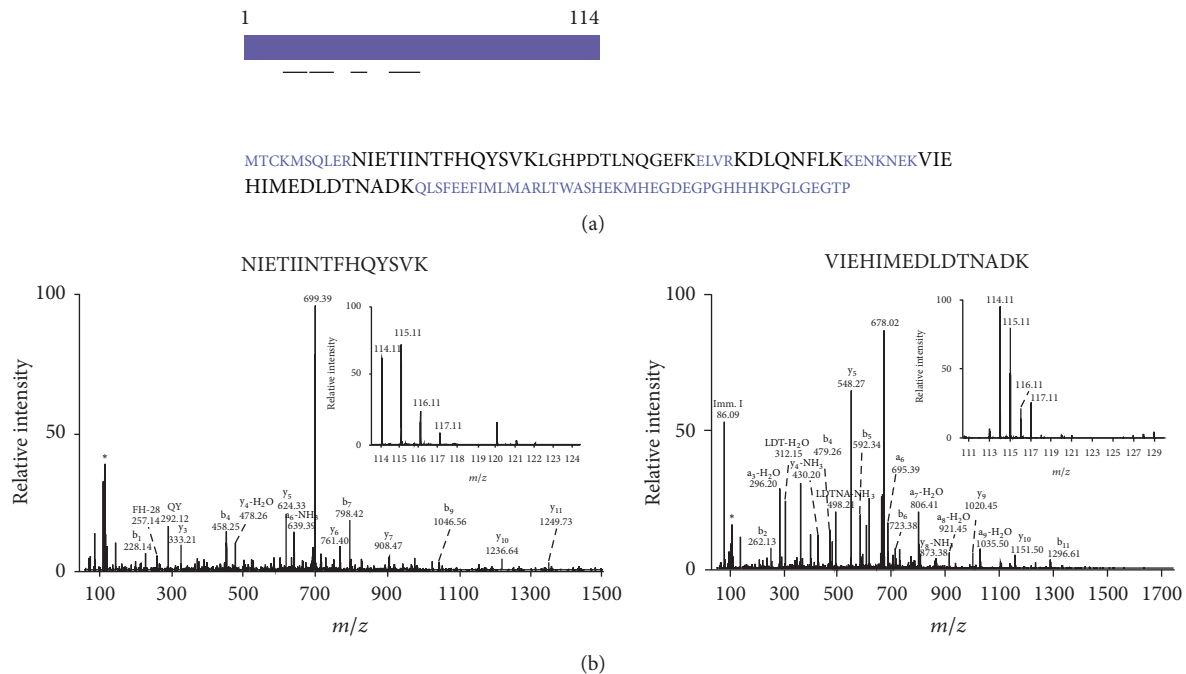 1 114
MTCKMSQLERNIETIINTFHQYSVKLGHPDTLNQGEFKELVRKDLQNFLKKENKNEKVIE
HIMEDLDTNADKQLSFEEFIMLMARLTWASHEKMHEGDEGPGHHHKPGLGEGTP
(a)
NIETIINTFHQYSVK
100
50
0
Relative intensity
100 300 500 700 900 1100 1300 1500
m/z
*
FH-28
257.14
b1
228.14
QY
292.12
y3
333.21
b4
458.25
y4-H2O
478.26
y5
624.33
639.39
699.39
y6
761.40
b7
798.42
y7
908.47
b9
1046.56
y10
1236.64
y11
1249.73
100
50
0
Relative intensity
114.11
115.11
116.11
117.11
114 115 116 117 118 119 120 121 122 123 124
m/z
VIEHIMEDLDTNADK
100
50
0
Relative intensity
100 300 500 700 900 1100 1300 1500 1700
m/z
Imm. I
86.09
*
b2
262.13
a3-H2O
296.20
LDT-H2O
312.15
y4-NH3
430.20
b4
479.26
LDTNA-NH3
498.21
y5
548.27
b5
592.34
678.02
a6
695.39
b6
723.38
a7-H2O
806.41
y8-NH3
873.38
a8-H2O
921.45
y9
1020.45
a9-H2O
1035.50
y10
1151.50
b11
1296.61
100
50
0
Relative intensity
114.11
115.11
116.11
117.11
111 113 115 117 119 121 123 125 127 129
m/z
(b)